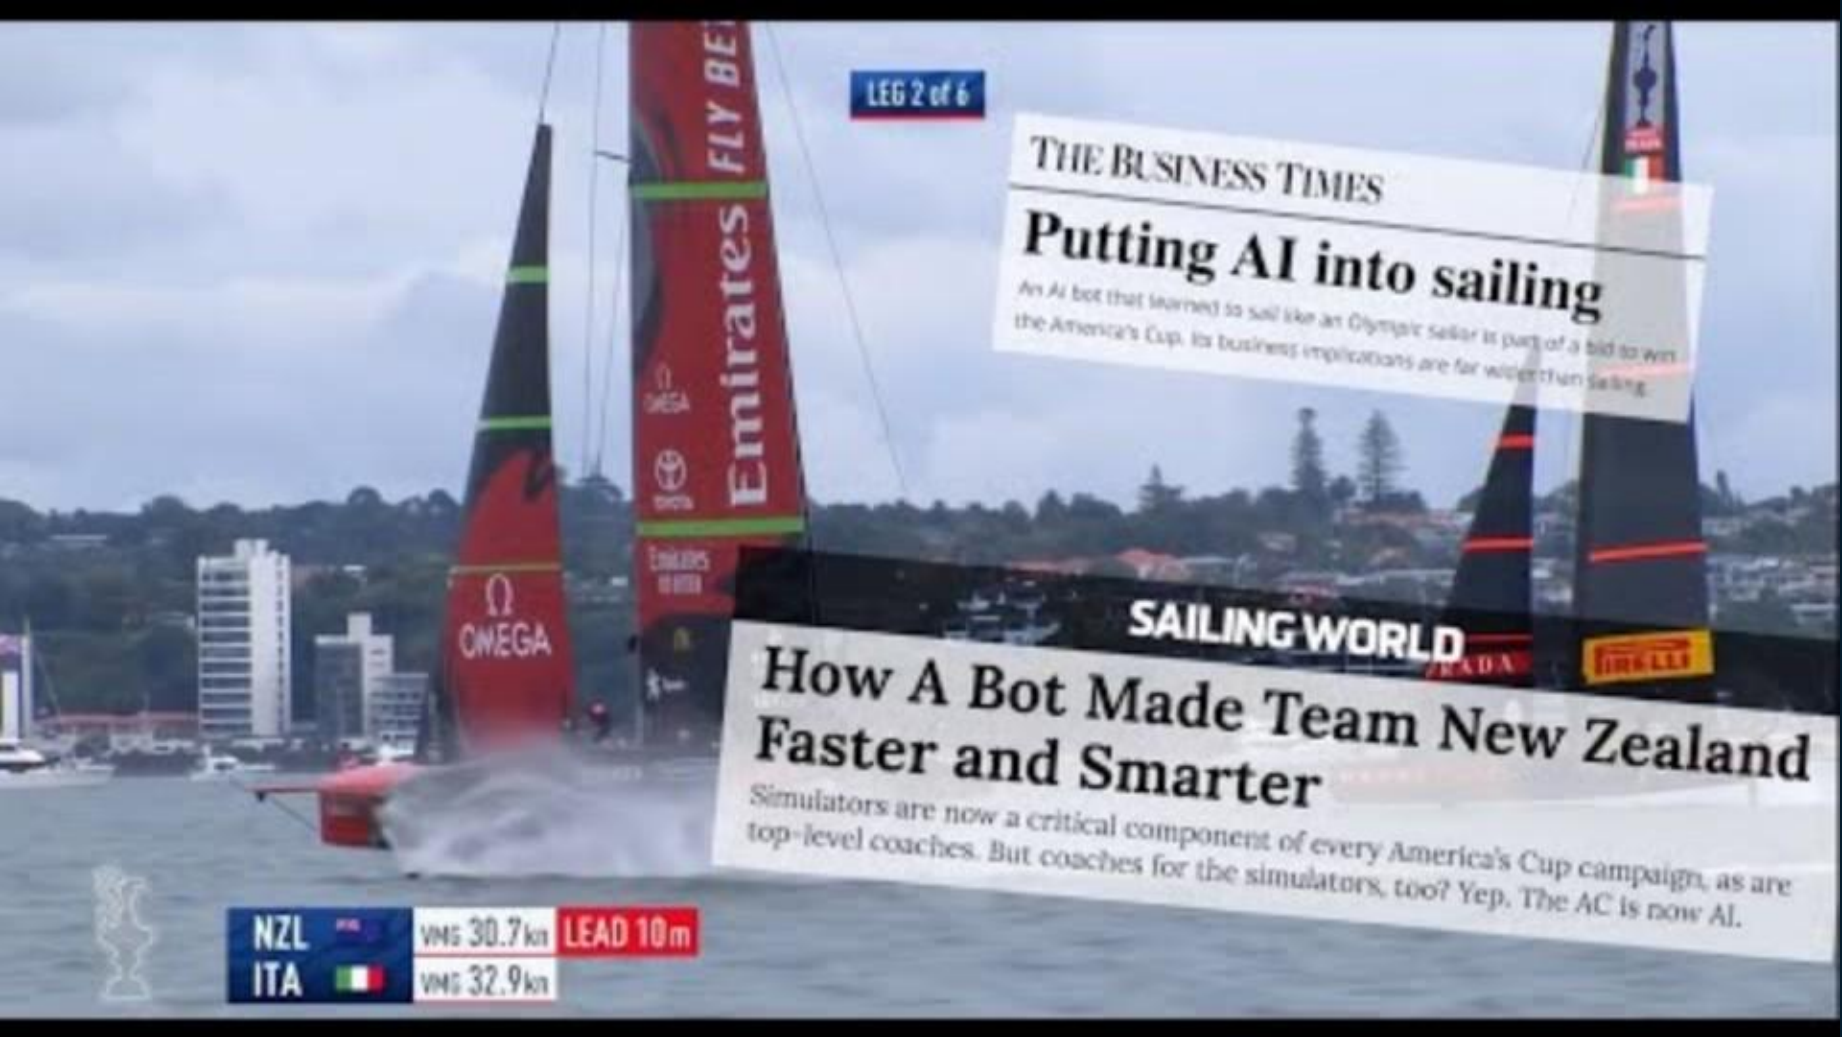 LEG 2 of 6
FLY BE
Emirates
OMEGA
TOYOTA
Emirates
OMEGA
THE BUSINESS TIMES
Putting AI into sailing
An AI bot that learned to sail like an Olympic sailor is part of a bid to win
the America's Cup. Its business implications are far wider than sailing.
SAILING WORLD
RADA
PIRELLI
How A Bot Made Team New Zealand
Faster and Smarter
Simulators are now a critical component of every America's Cup campaign, as are
top-level coaches. But coaches for the simulators, too? Yep. The AC is now AI.
NZL VMG 30.7kn LEAD 10m
ITA VMG 32.9kn